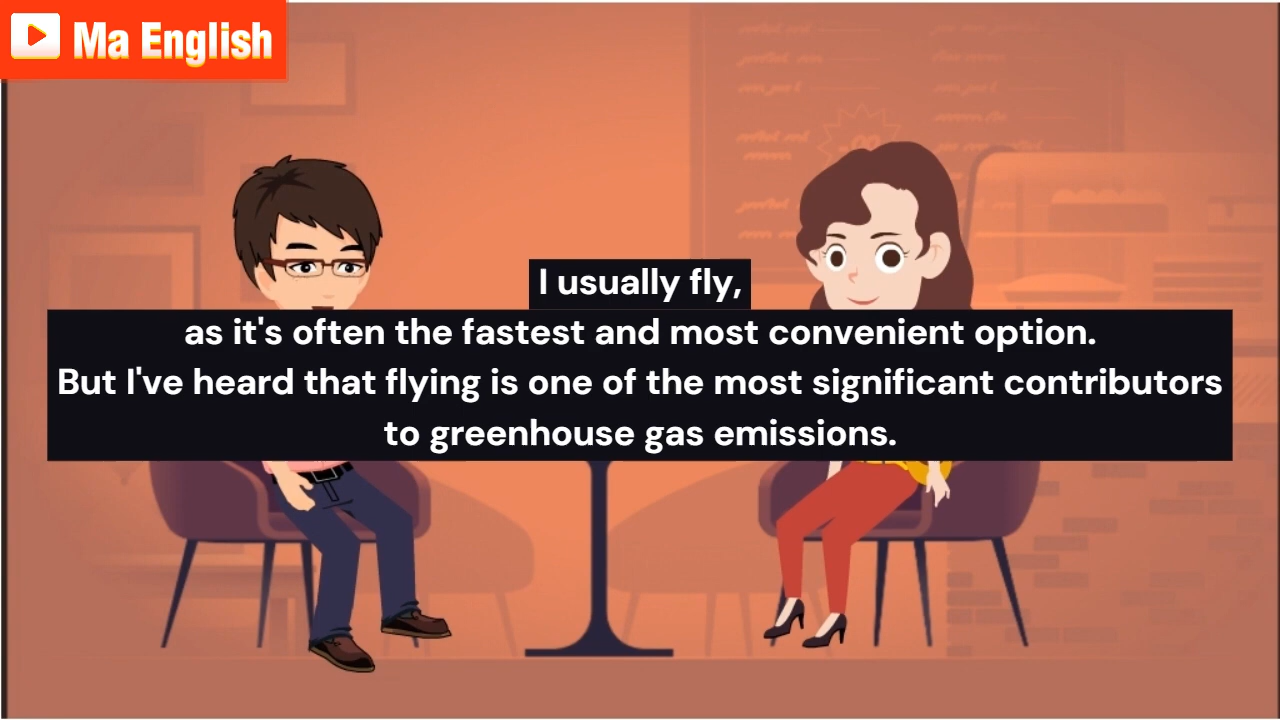 Ma English
I usually fly,
as it's often the fastest and most convenient option.
But I've heard that flying is one of the most significant contributors
to greenhouse gas emissions.